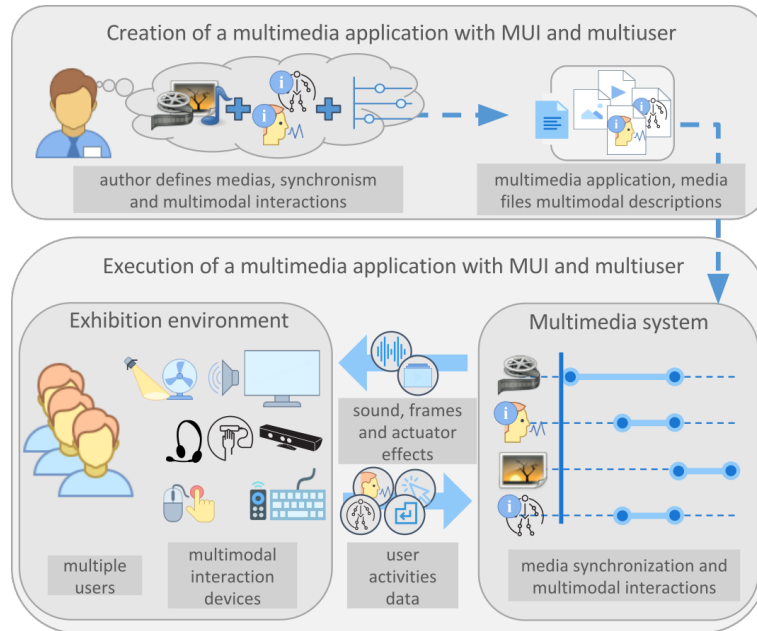 Creation of a multimedia application with MUI and multiuser
author defines medias, synchronism
and multimodal interactions
multimedia application, media
files multimodal descriptions
Execution of a multimedia application with MUI and multiuser
Exhibition environment
multiple
users
multimodal
interaction
devices
sound, frames
and actuator
effects
user
activities
data
Multimedia system
i
i
media synchronization and
multimodal interactions